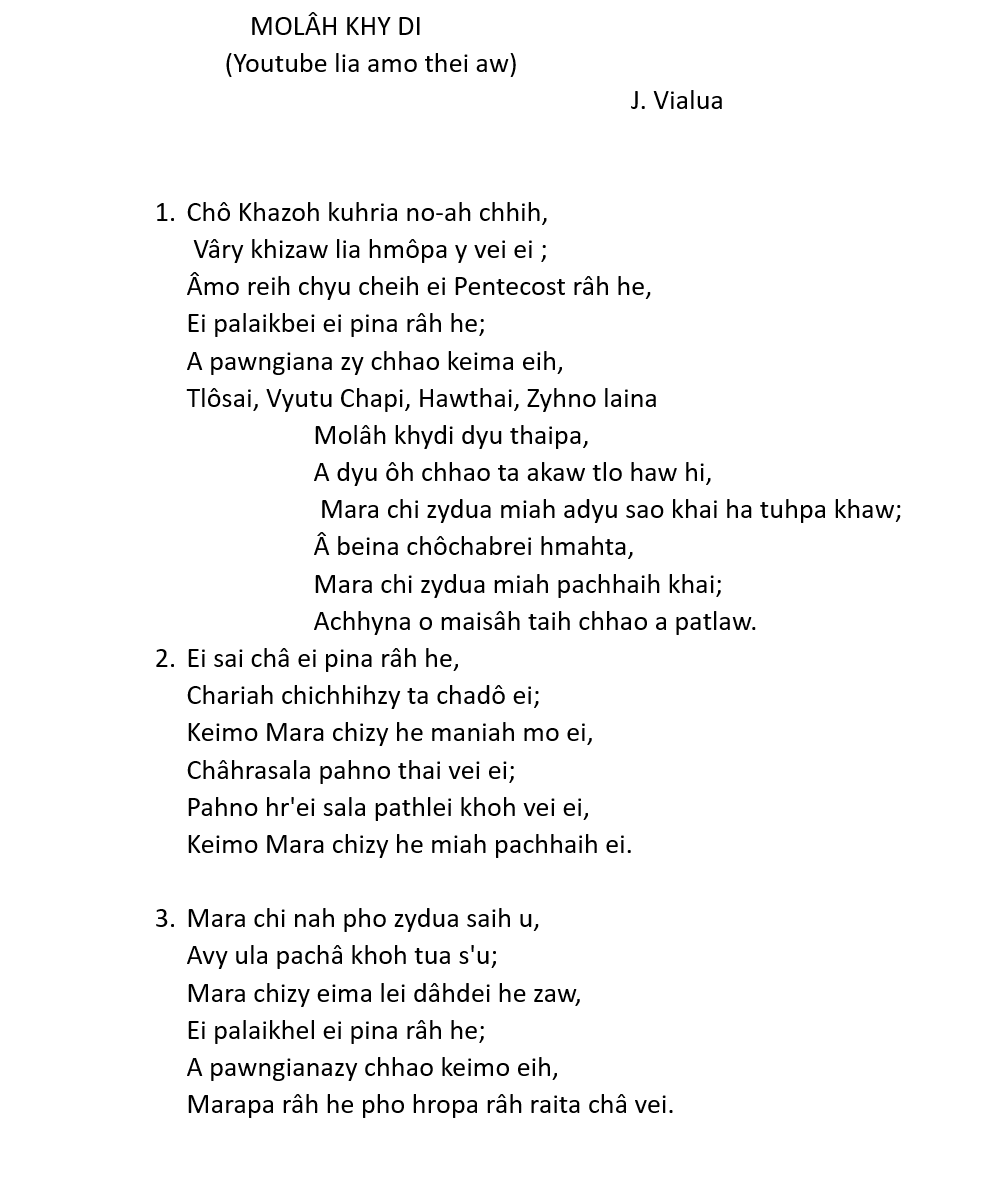 MOLÂH KHY DI
(Youtube lia amo thei aw)
J. Vialua
1. Chô Khazoh kuhria no-ah chhih,
Vâry khizaw lia hmôpa y vei ei ;
Âmo reih chyu cheih ei Pentecost râh he,
Ei palaikbei ei pina râh he;
A pawngiana zy chhao keima eih,
Tlôsai, Vyutu Chapi, Hawthai, Zyhno laina
Molâh khydi dyu thaipa,
A dyu ôh chhao ta akaw tlo haw hi,
Mara chi zydua miah adyu sao khai ha tuhpa khaw;
Â beina chôchabrei hmahta,
Mara chi zydua miah pachhaih khai;
Achhyna o maisâh taih chhao a patlaw.
2. Ei sai châ ei pina râh he,
Chariah chichhihzy ta chadô ei;
Keimo Mara chizy he maniah mo ei,
Châhrasala pahno thai vei ei;
Pahno hr'ei sala pathlei khoh vei ei,
Keimo Mara chizy he miah pachhaih ei.
3. Mara chi nah pho zydua saih u,
Avy ula pachâ khoh tua s'u;
Mara chizy eima lei dâhdei he zaw,
Ei palaikhel ei pina râh he;
A pawngianazy chhao keimo eih,
Marapa râh he pho hropa râh raita châ vei.